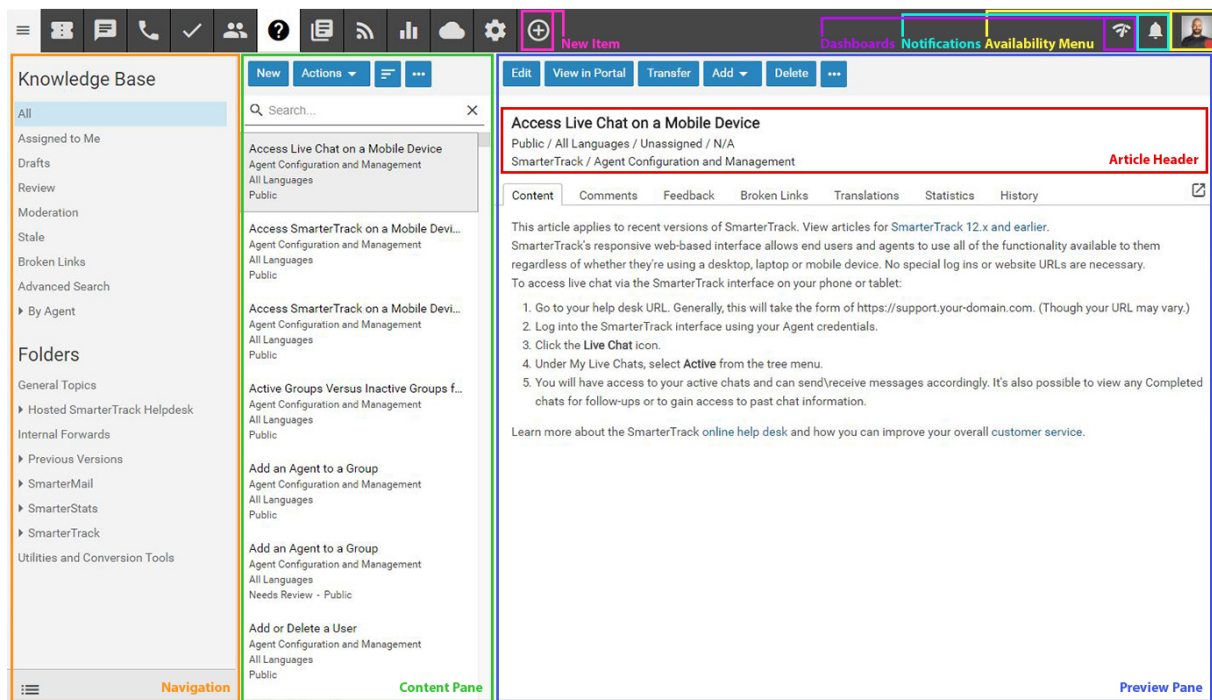 New Item
Dashboards Notifications Availability Menu
Knowledge Base
All
Assigned to Me
Drafts
Review
Moderation
Stale
Broken Links
Advanced Search
By Agent
Folders
General Topics
Hosted SmarterTrack Helpdesk
Internal Forwards
Previous Versions
SmarterMail
SmarterStats
SmarterTrack
Utilities and Conversion Tools
Navigation
New Actions
Search...
Access Live Chat on a Mobile Device
Agent Configuration and Management
All Languages
Public
Access SmarterTrack on a Mobile Devi...
Agent Configuration and Management
All Languages
Public
Access SmarterTrack on a Mobile Devi...
Agent Configuration and Management
All Languages
Public
Active Groups Versus Inactive Groups f...
Agent Configuration and Management
All Languages
Public
Add an Agent to a Group
Agent Configuration and Management
All Languages
Public
Add an Agent to a Group
Agent Configuration and Management
All Languages
Needs Review - Public
Add or Delete a User
Agent Configuration and Management
All Languages
Public
Content Pane
Edit View in Portal Transfer Add Delete
Access Live Chat on a Mobile Device
Public / All Languages / Unassigned / N/A
SmarterTrack / Agent Configuration and Management
Article Header
Content Comments Feedback Broken Links Translations Statistics History
This article applies to recent versions of SmarterTrack. View articles for SmarterTrack 12.x and earlier.
SmarterTrack's responsive web-based interface allows end users and agents to use all of the functionality available to them
regardless of whether they're using a desktop, laptop or mobile device. No special log ins or website URLs are necessary.
To access live chat via the SmarterTrack interface on your phone or tablet:
1. Go to your help desk URL. Generally, this will take the form of https://support.your-domain.com. (Though your URL may vary.)
2. Log into the SmarterTrack interface using your Agent credentials.
3. Click the Live Chat icon.
4. Under My Live Chats, select Active from the tree menu.
5. You will have access to your active chats and can send\receive messages accordingly. It's also possible to view any Completed
chats for follow-ups or to gain access to past chat information.
Learn more about the SmarterTrack online help desk and how you can improve your overall customer service.
Preview Pane